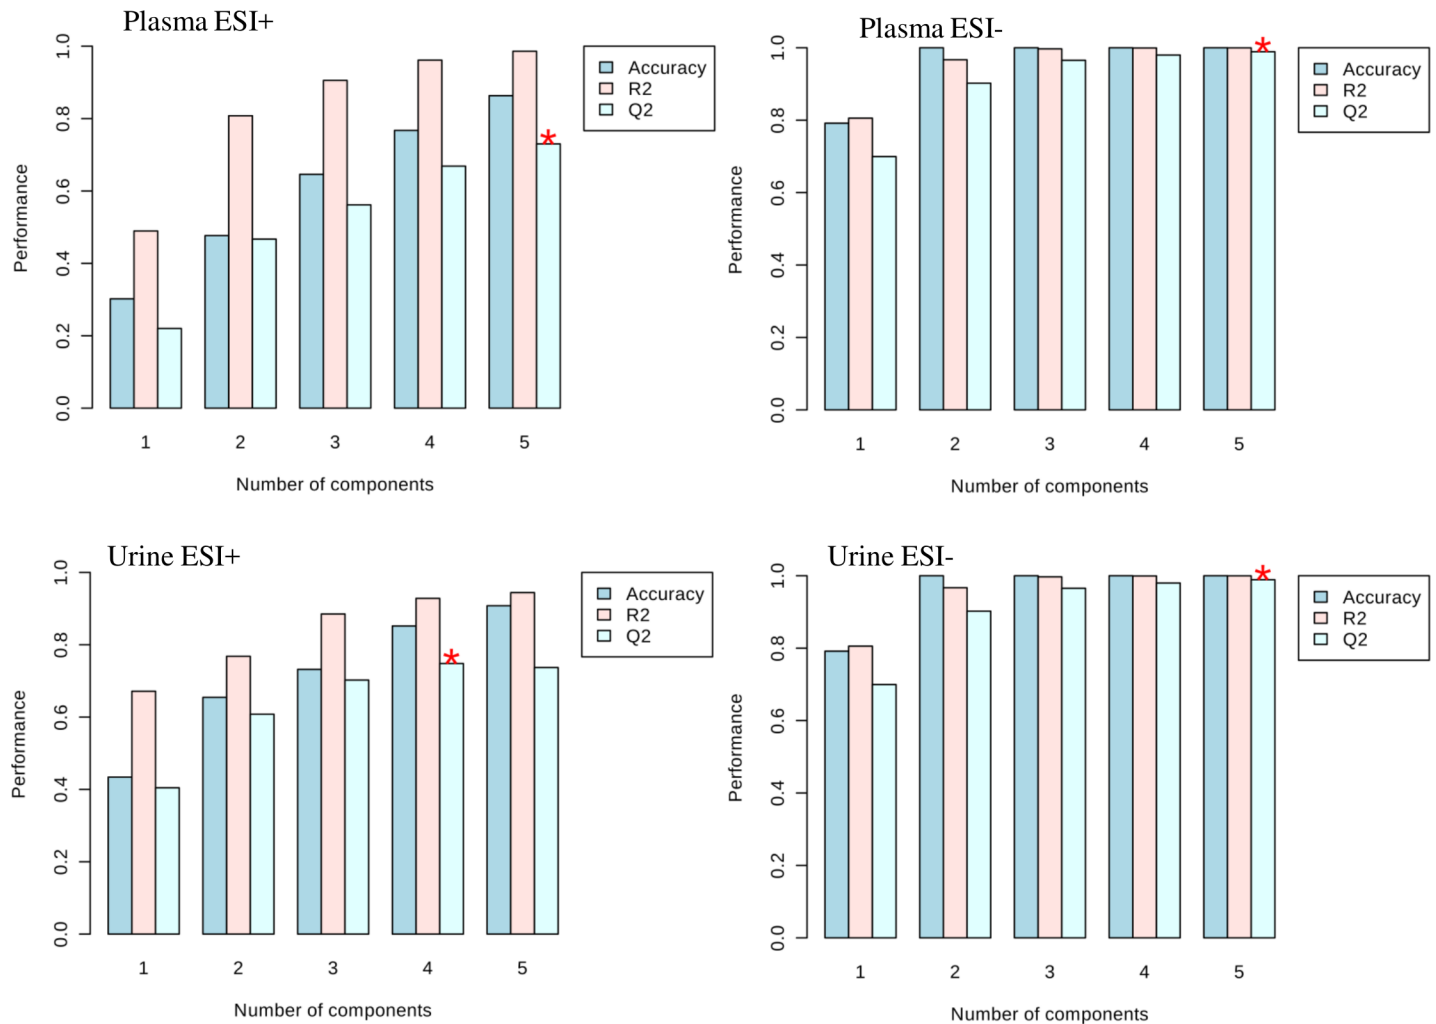 Plasma ESI+
Performance
0.0 0.2 0.4 0.6 0.8 1.0
1 2 3 4 5
Number of components
Accuracy
R2
Q2
*
Plasma ESI-
Performance
0.0 0.2 0.4 0.6 0.8 1.0
1 2 3 4 5
Number of components
Accuracy
R2
Q2
*
Urine ESI+
Performance
0.0 0.2 0.4 0.6 0.8 1.0
1 2 3 4 5
Number of components
Accuracy
R2
Q2
*
Urine ESI-
Performance
0.0 0.2 0.4 0.6 0.8 1.0
1 2 3 4 5
Number of components
Accuracy
R2
Q2
*